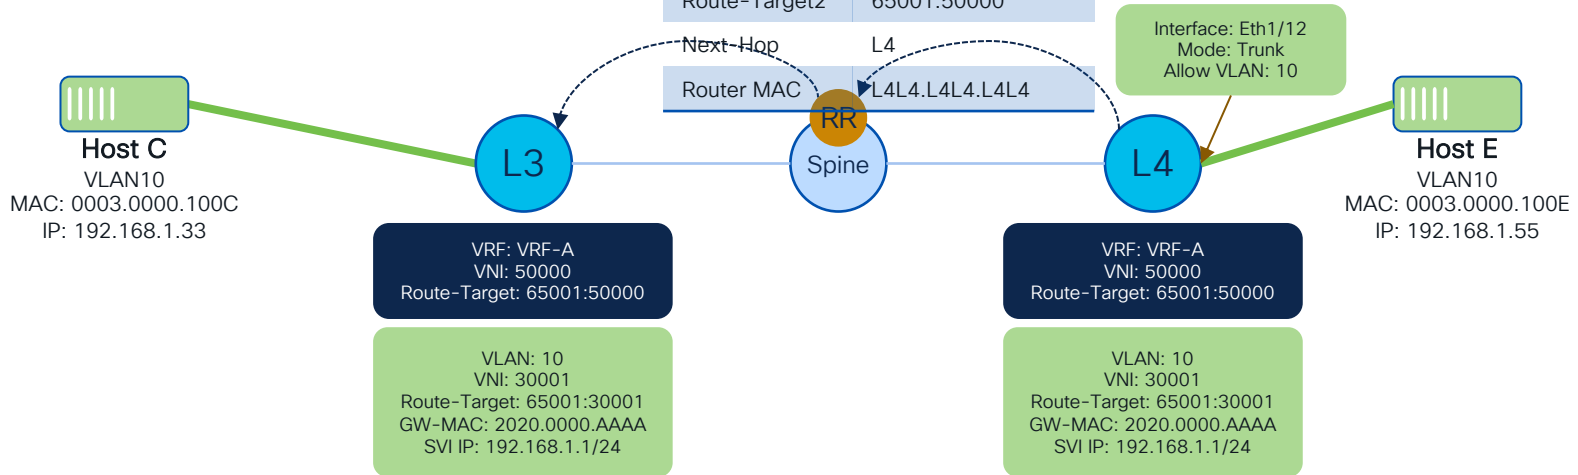 Route-Target2 65001:50000
Next-Hop L4
Router MAC L4L4.L4L4.L4L4
Interface: Eth1/12
Mode: Trunk
Allow VLAN: 10
RR
L3
Spine
L4
Host C
VLAN10
MAC: 0003.0000.100C
IP: 192.168.1.33
Host E
VLAN10
MAC: 0003.0000.100E
IP: 192.168.1.55
VRF: VRF-A
VNI: 50000
Route-Target: 65001:50000
VRF: VRF-A
VNI: 50000
Route-Target: 65001:50000
VLAN: 10
VNI: 30001
Route-Target: 65001:30001
GW-MAC: 2020.0000.AAAA
SVI IP: 192.168.1.1/24
VLAN: 10
VNI: 30001
Route-Target: 65001:30001
GW-MAC: 2020.0000.AAAA
SVI IP: 192.168.1.1/24